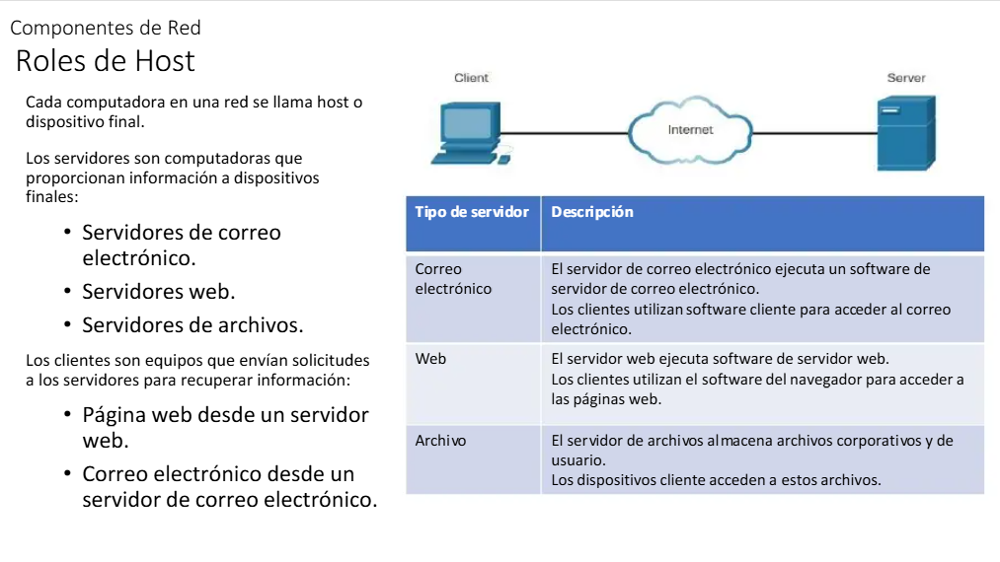 Componentes de Red
Roles de Host
Cada computadora en una red se llama host o
dispositivo final.
Los servidores son computadoras que
proporcionan información a dispositivos
finales:
• Servidores de correo
electrónico.
• Servidores web.
• Servidores de archivos.
Los clientes son equipos que envían solicitudes
a los servidores para recuperar información:
• Página web desde un servidor
web.
• Correo electrónico desde un
servidor de correo electrónico.
Client
Internet
Server
Tipo de servidor
Descripción
Correo
electrónico
El servidor de correo electrónico ejecuta un software de
servidor de correo electrónico.
Los clientes utilizan software cliente para acceder al correo
electrónico.
Web
El servidor web ejecuta software de servidor web.
Los clientes utilizan el software del navegador para acceder a
las páginas web.
Archivo
El servidor de archivos almacena archivos corporativos y de
usuario.
Los dispositivos cliente acceden a estos archivos.